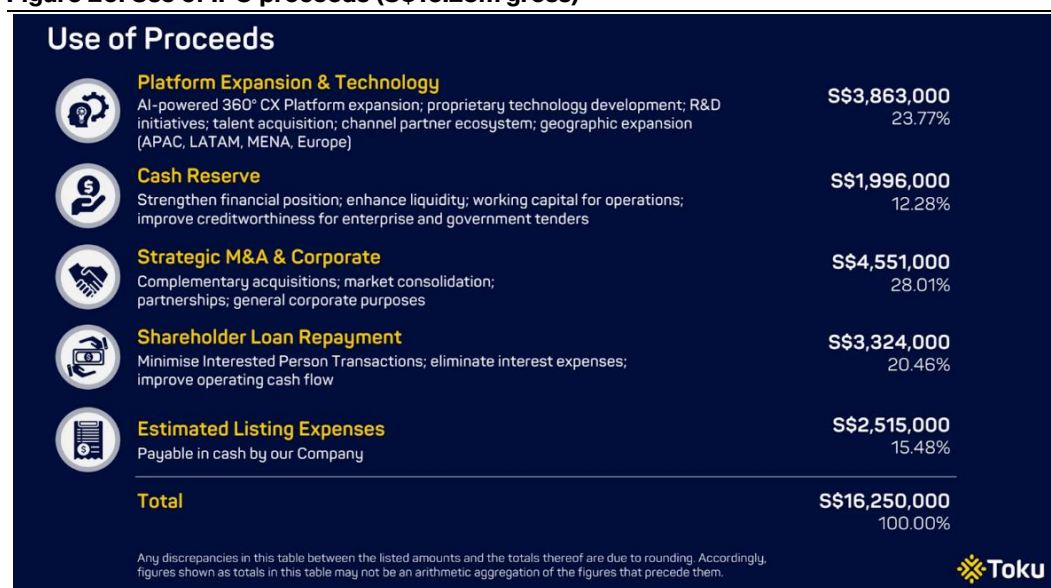 Use of Proceeds
Platform Expansion & Technology
AI-powered 360° CX Platform expansion; proprietary technology development; R&D
initiatives; talent acquisition; channel partner ecosystem; geographic expansion
(APAC, LATAM, MENA, Europe)
S$3,863,000
23.77%
Cash Reserve
Strengthen financial position; enhance liquidity; working capital for operations;
improve creditworthiness for enterprise and government tenders
S$1,996,000
12.28%
Strategic M&A & Corporate
Complementary acquisitions; market consolidation;
partnerships; general corporate purposes
S$4,551,000
28.01%
Shareholder Loan Repayment
Minimise Interested Person Transactions; eliminate interest expenses;
improve operating cash flow
S$3,324,000
20.46%
Estimated Listing Expenses
Payable in cash by our Company
S$2,515,000
15.48%
Total
S$16,250,000
100.00%
Any discrepancies in this table between the listed amounts and the totals thereof are due to rounding. Accordingly,
figures shown as totals in this table may not be an arithmetic aggregation of the figures that precede them.
Toku